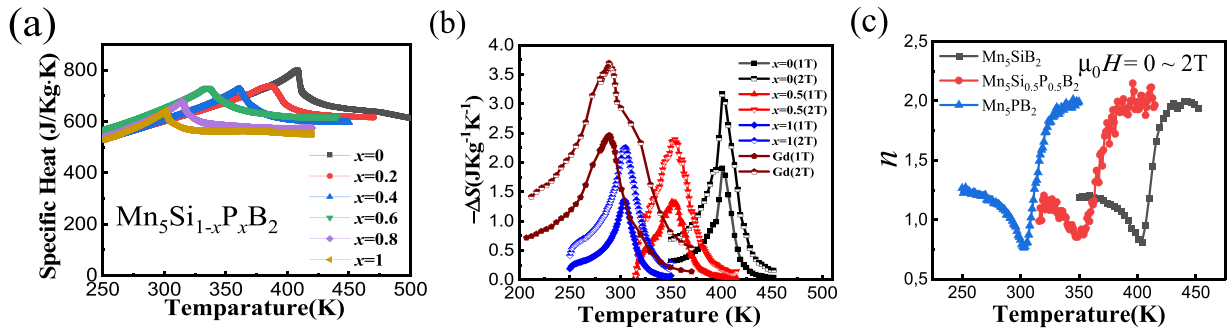 (a)
Specific Heat (J/Kg·K)
800
600
400
200
0
250 300 350 400 450 500
Temparature(K)
Mn₅Si₁₋ₓPₓB₂
x=0
x=0.2
x=0.4
x=0.6
x=0.8
x=1
(b)
−ΔS(JKg⁻¹K⁻¹)
4.0
3.5
3.0
2.5
2.0
1.5
1.0
0.5
0.0
200 250 300 350 400 450 500
Temperature (K)
x=0(1T)
x=0(2T)
x=0.5(1T)
x=0.5(2T)
x=1(1T)
x=1(2T)
Gd(1T)
Gd(2T)
(c)
n
2,5
2,0
1,5
1,0
0,5
250 300 350 400 450
Temperature (K)
Mn₅SiB₂
Mn₅Si₀.₅P₀.₅B₂
Mn₅PB₂
μ₀H = 0 ~ 2T